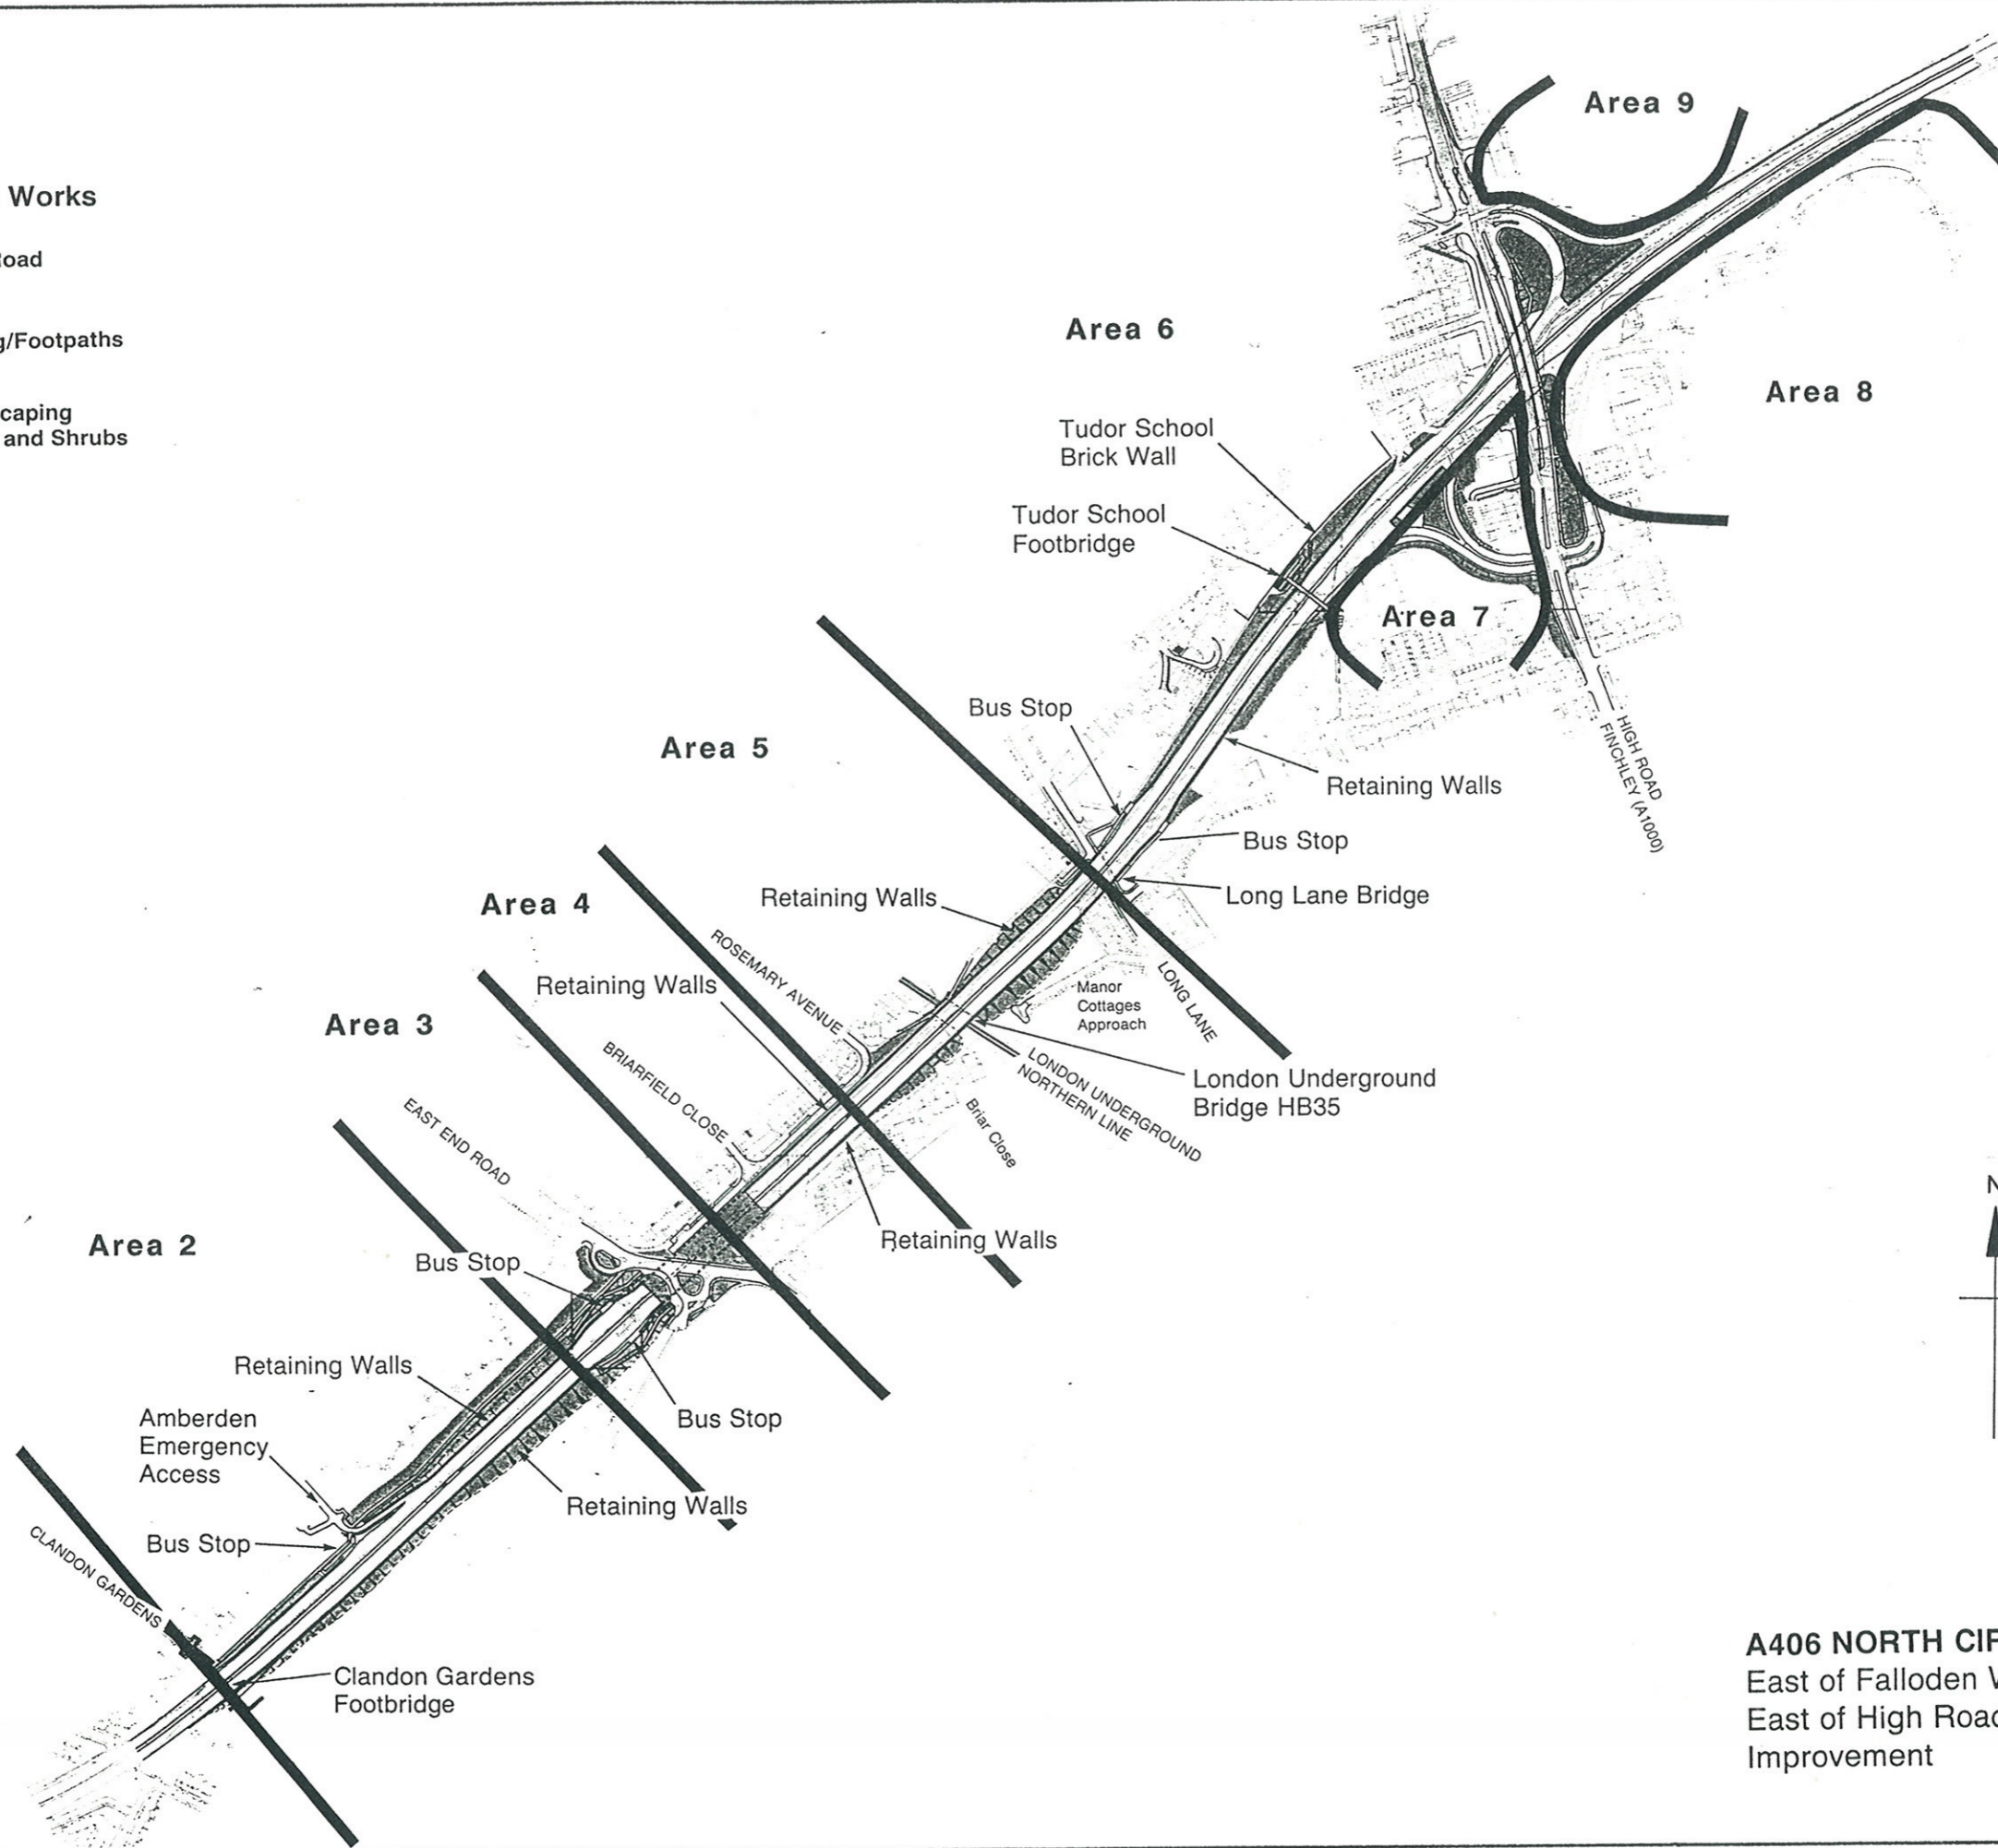 Works
g/Footpaths
caping
and Shrubs
Area 9
Area 6
Area 8
Tudor School
Brick Wall
Tudor School
Footbridge
Area 7
Bus Stop
Area 5
HIGH ROAD
FINCHLEY (A1000)
Retaining Walls
Bus Stop
Long Lane Bridge
Retaining Walls
Area 4
ROSEMARY AVENUE
Retaining Walls
LONG LANE
Manor
Cottages
Approach
Area 3
BRIARFIELD CLOSE
LONDON UNDERGROUND
NORTHERN LINE
London Underground
Bridge HB35
EAST END ROAD
Briar Close
Retaining Walls
Area 2
Bus Stop
Retaining Walls
Amberden
Emergency
Access
Bus Stop
Retaining Walls
Bus Stop
CLANDON GARDENS
Clandon Gardens
Footbridge
N
A406 NORTH CIR
East of Falloden
East of High Road
Improvement